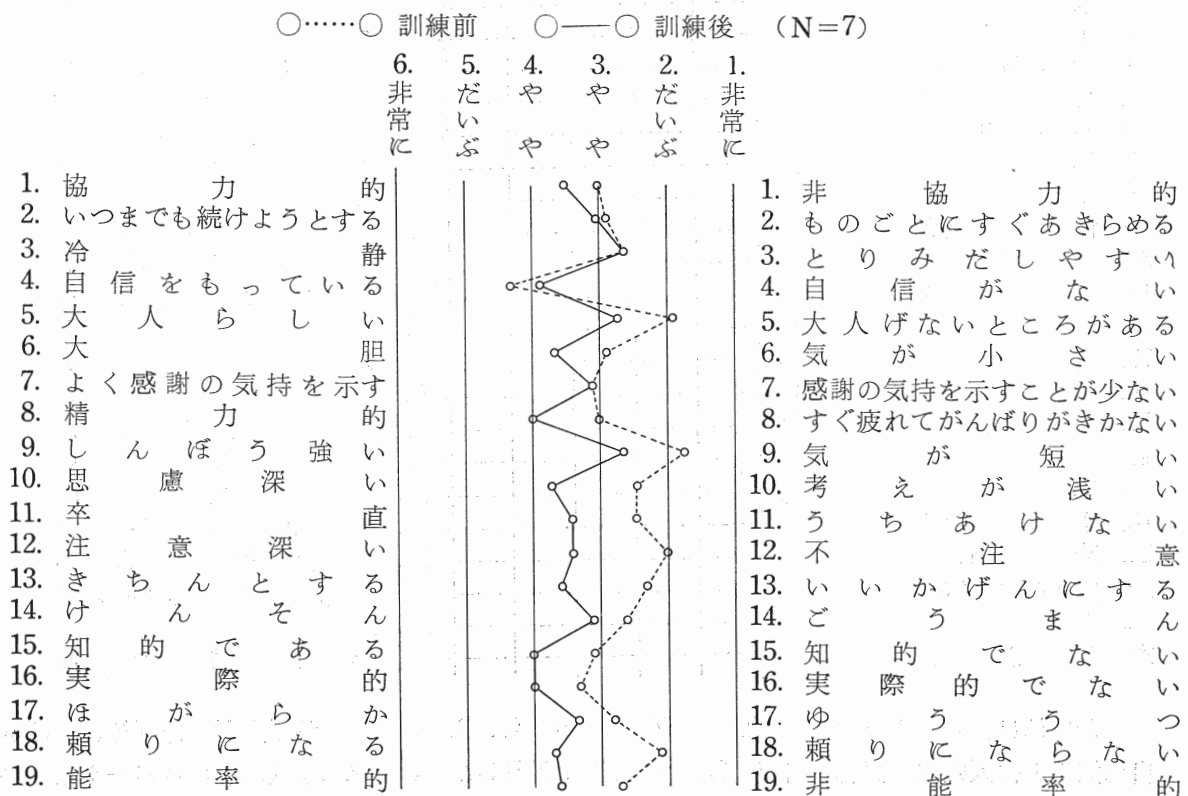 ○……○ 訓練前 ○——○ 訓練後 (N=7)
6. 5. 4. 3. 2. 1.
非常に だいぶ やや やや だいぶ 非常に
1. 協力的 1. 非協力的
2. いつまでも続けようとする 2. ものごとにすぐあきらめる
3. 冷静 3. とりみだしやすい
4. 自信をもっている 4. 自信がない
5. 大人らしい 5. 大人げないところがある
6. 大胆 6. 気が小さい
7. よく感謝の気持を示す 7. 感謝の気持を示すことが少ない
8. 精力的 8. すぐ疲れてがんばりがきかない
9. しんぼう強い 9. 気が短い
10. 思慮深い 10. 考えが浅い
11. 卒直 11. うちあけない
12. 注意深い 12. 不注意
13. きちんとする 13. いいかげんにする
14. けんそん 14. ごうまん
15. 知的である 15. 知的でない
16. 実際的 16. 実際的でない
17. ほがらか 17. ゆううつ
18. 頼りになる 18. 頼りにならない
19. 能率的 19. 非能率的